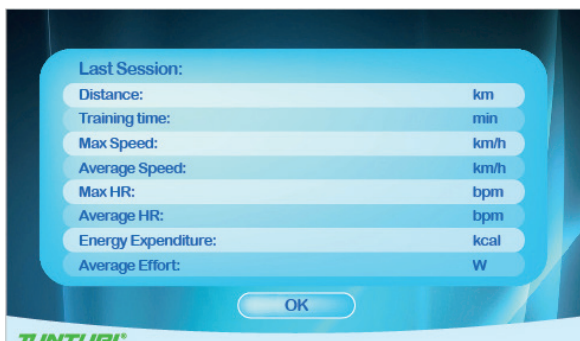 Last Session:
Distance: km
Training time: min
Max Speed: km/h
Average Speed: km/h
Max HR: bpm
Average HR: bpm
Energy Expenditure: kcal
Average Effort: W
OK
TUNTURI®